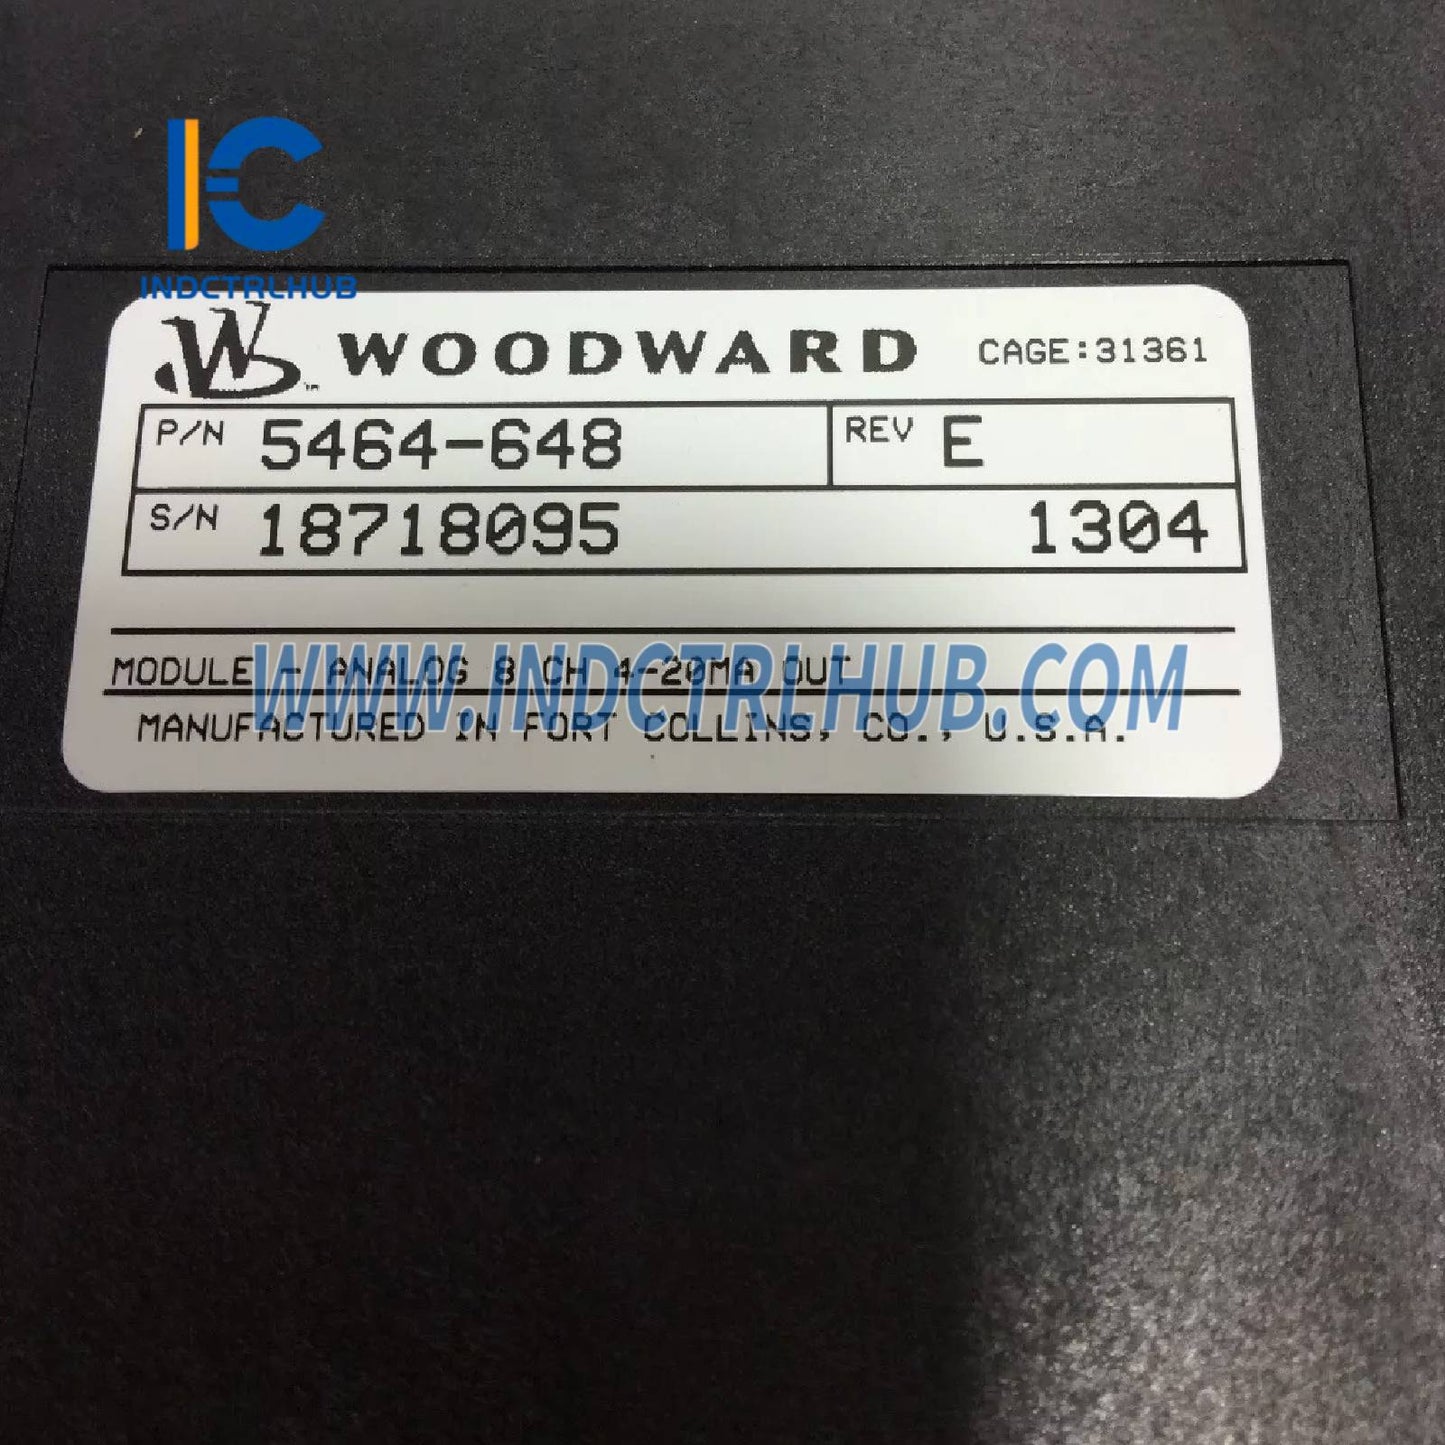 INDCTRLHUB
WOODWARD CAGE:31361
P/N 5464-648 REV E
S/N 18718095 1304
MODULE - ANALOG 8 CH 4-20MA OUT
WWW.INDCTRLHUB.COM
MANUFACTURED IN FORT COLLINS, CO., U.S.A.